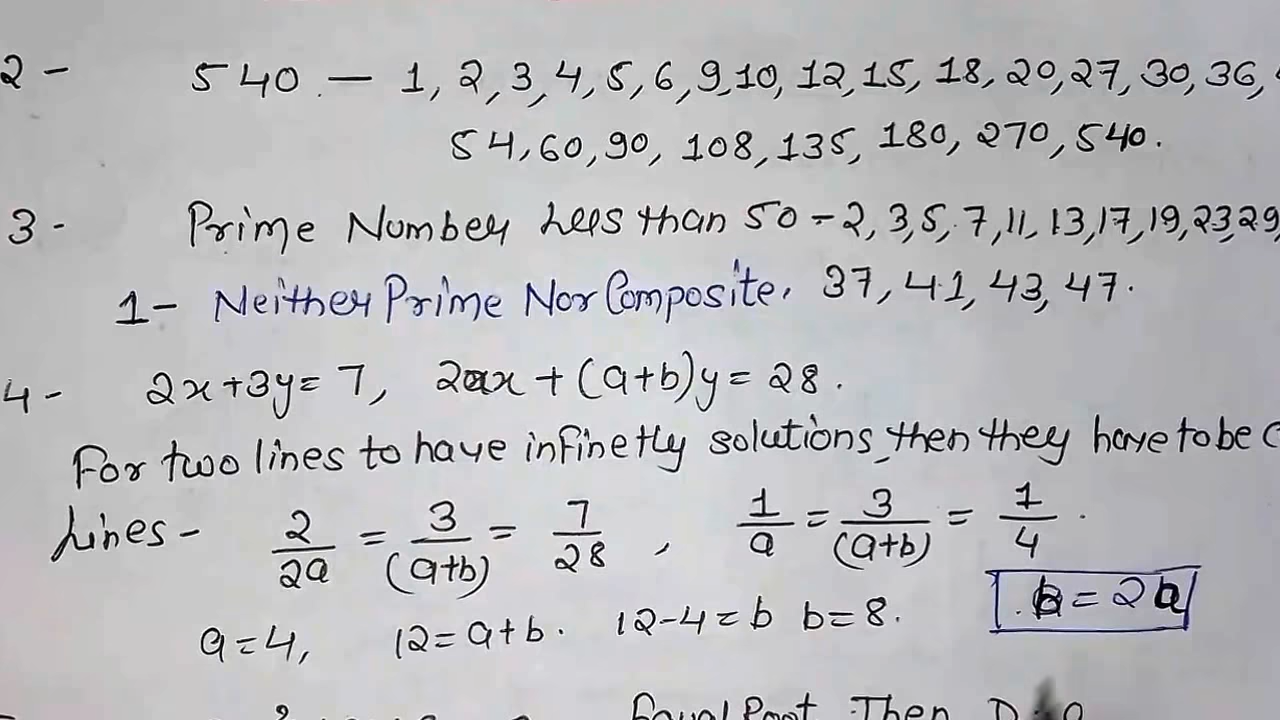 2 - 540 - 1, 2, 3, 4, 5, 6, 9, 10, 12, 15, 18, 20, 27, 30, 36,
54, 60, 90, 108, 135, 180, 270, 540.
3 - Prime Number Less than 50 - 2, 3, 5, 7, 11, 13, 17, 19, 23, 29,
1 - Neither Prime Nor Composite. 37, 41, 43, 47.
4 - 2x+3y=7, 2ax + (a+b)y = 28.
For two lines to have infinetly solutions, then they have to be
Lines - 2/2a = 3/(a+b) = 7/28 , 1/a = 3/(a+b) = 1/4 .
b = 2a
a=4, 12=a+b. 12-4=b b=8.
Equal Root. Then D